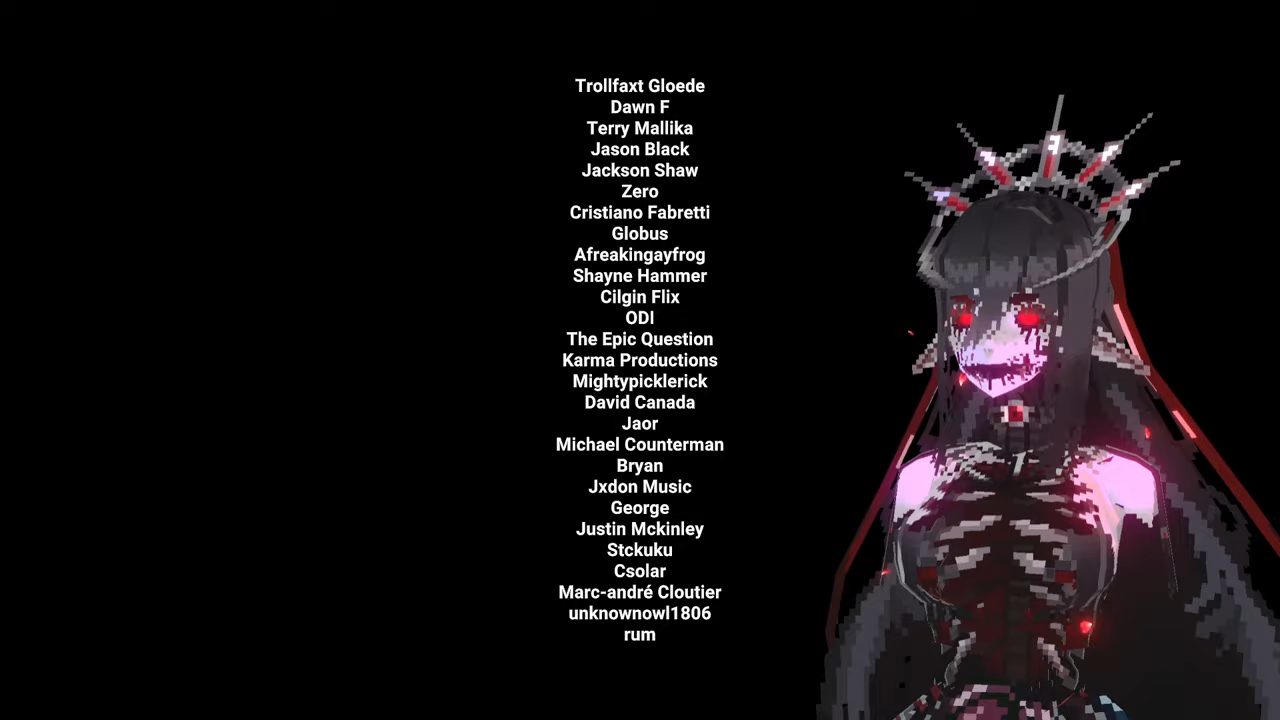 Trollfaxt Gloede
Dawn F
Terry Mallika
Jason Black
Jackson Shaw
Zero
Cristiano Fabretti
Globus
Afreakingayfrog
Shayne Hammer
Cilgin Flix
ODI
The Epic Question
Karma Productions
Mightypicklerick
David Canada
Jaor
Michael Counterman
Bryan
Jxdon Music
George
Justin Mckinley
Stckuku
Csolar
Marc-andré Cloutier
unknownowl1806
rum